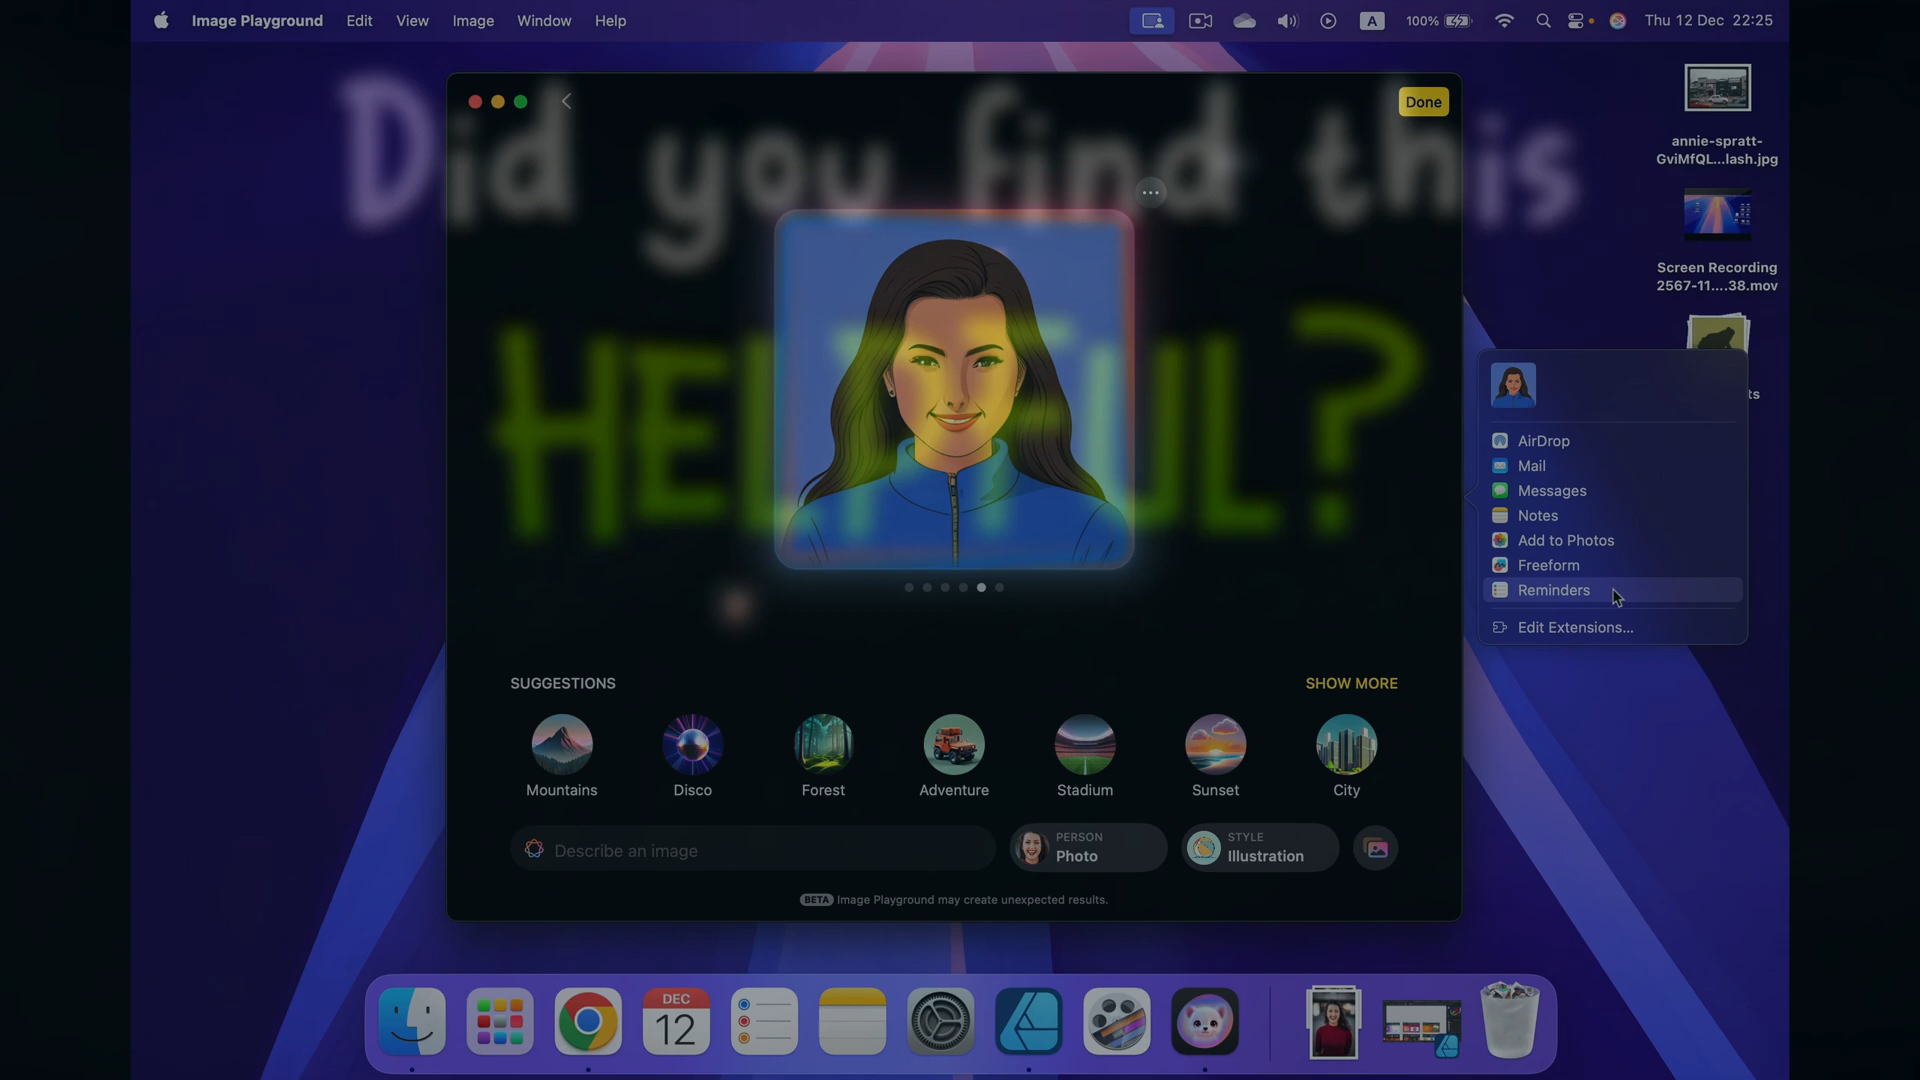 Image Playground Edit View Image Window Help A 100% Thu 12 Dec 22:25
Did you find this
HELPFUL?
Done
annie-spratt-
GviMfQL...lash.jpg
Screen Recording
2567-11....38.mov
ts
AirDrop
Mail
Messages
Notes
Add to Photos
Freeform
Reminders
Edit Extensions...
SUGGESTIONS SHOW MORE
Mountains Disco Forest Adventure Stadium Sunset City
Describe an image
PERSON
Photo
STYLE
Illustration
BETA Image Playground may create unexpected results.
DEC
12